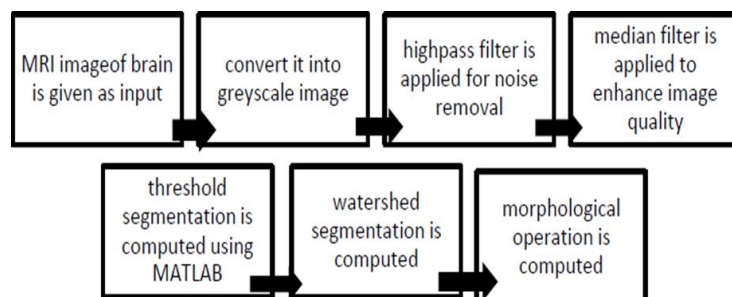 MRI imageof brain
is given as input
convert it into
greyscale image
highpass filter is
applied for noise
removal
median filter is
applied to
enhance image
quality
threshold
segmentation is
computed using
MATLAB
watershed
segmentation is
computed
morphological
operation is
computed